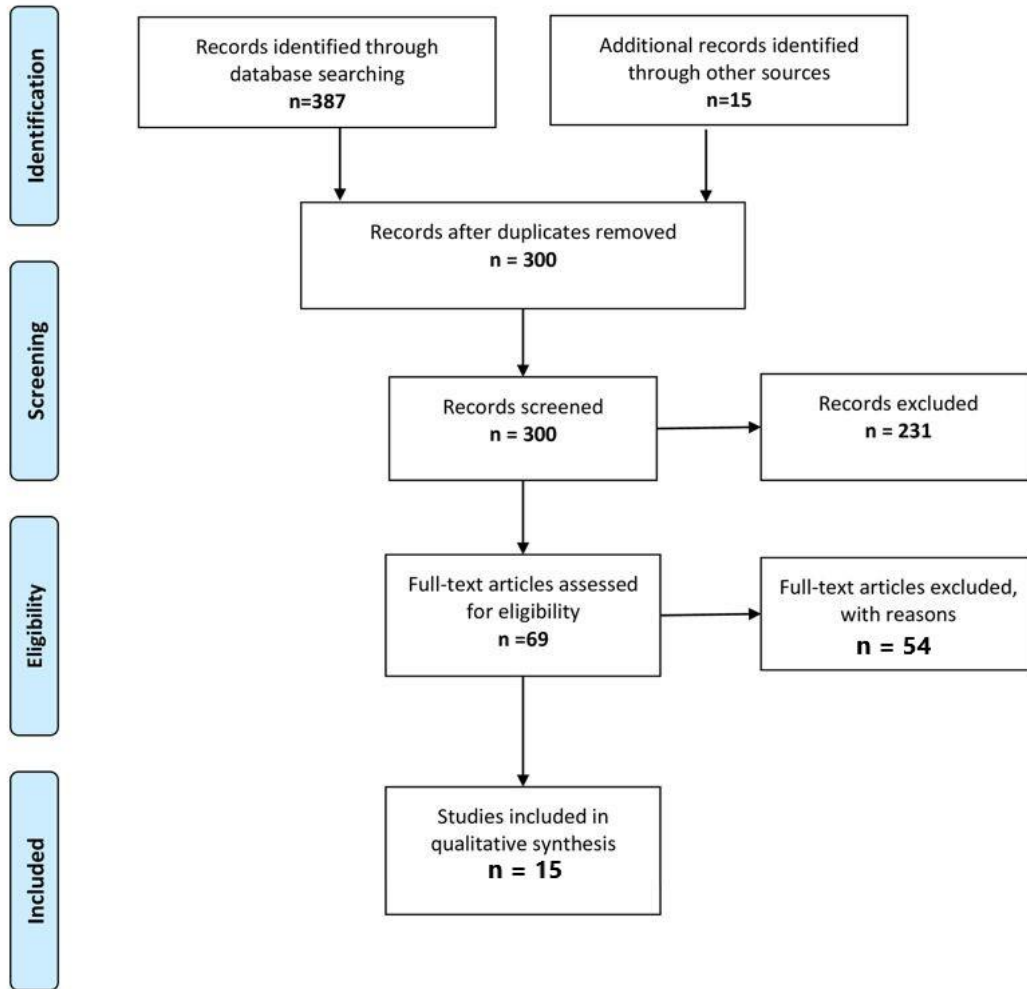 Identification
Records identified through
database searching
n=387
Additional records identified
through other sources
n=15
Records after duplicates removed
n = 300
Screening
Records screened
n = 300
Records excluded
n = 231
Eligibility
Full-text articles assessed
for eligibility
n =69
Full-text articles excluded,
with reasons
n = 54
Included
Studies included in
qualitative synthesis
n = 15